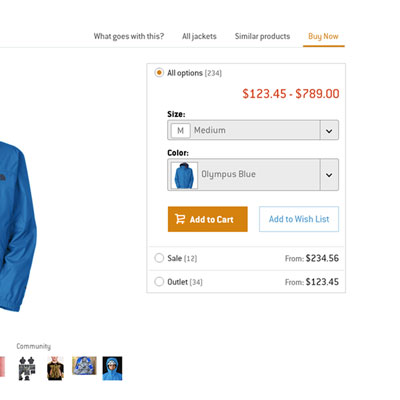 What goes with this? All jackets Similar products Buy Now
All options (234)
$123.45 - $789.00
Size:
M Medium
Color:
Olympus Blue
Add to Cart Add to Wish List
Sale (12) From: $234.56
Outlet (34) From: $123.45
Community